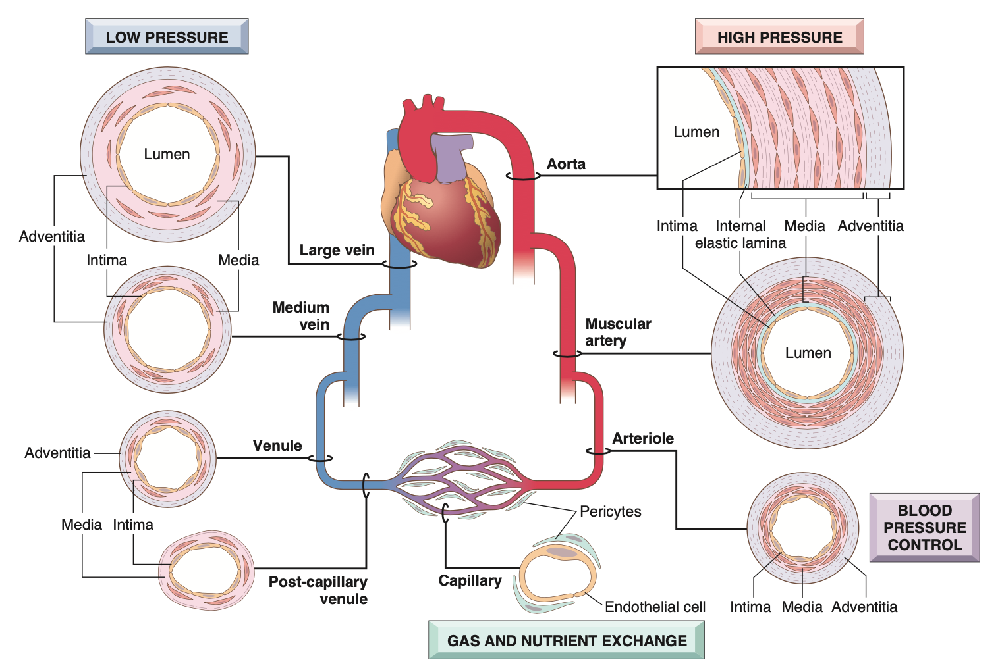 LOW PRESSURE
HIGH PRESSURE
Lumen
Lumen
Aorta
Adventitia
Intima
Media
Large vein
Intima
Internal
elastic lamina
Media
Adventitia
Medium
vein
Muscular
artery
Lumen
Adventitia
Venule
Arteriole
Media
Intima
Pericytes
BLOOD
PRESSURE
CONTROL
Post-capillary
venule
Capillary
Endothelial cell
Intima
Media
Adventitia
GAS AND NUTRIENT EXCHANGE